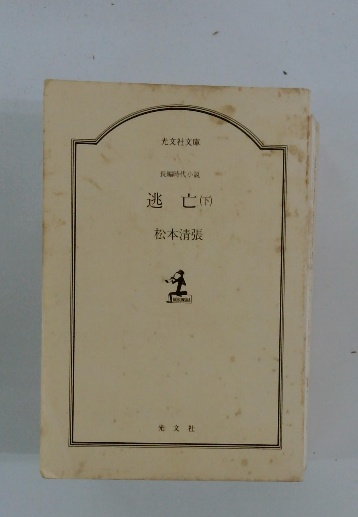 光文社文庫
長編時代小説
逃亡(下)
松本清張
光文社